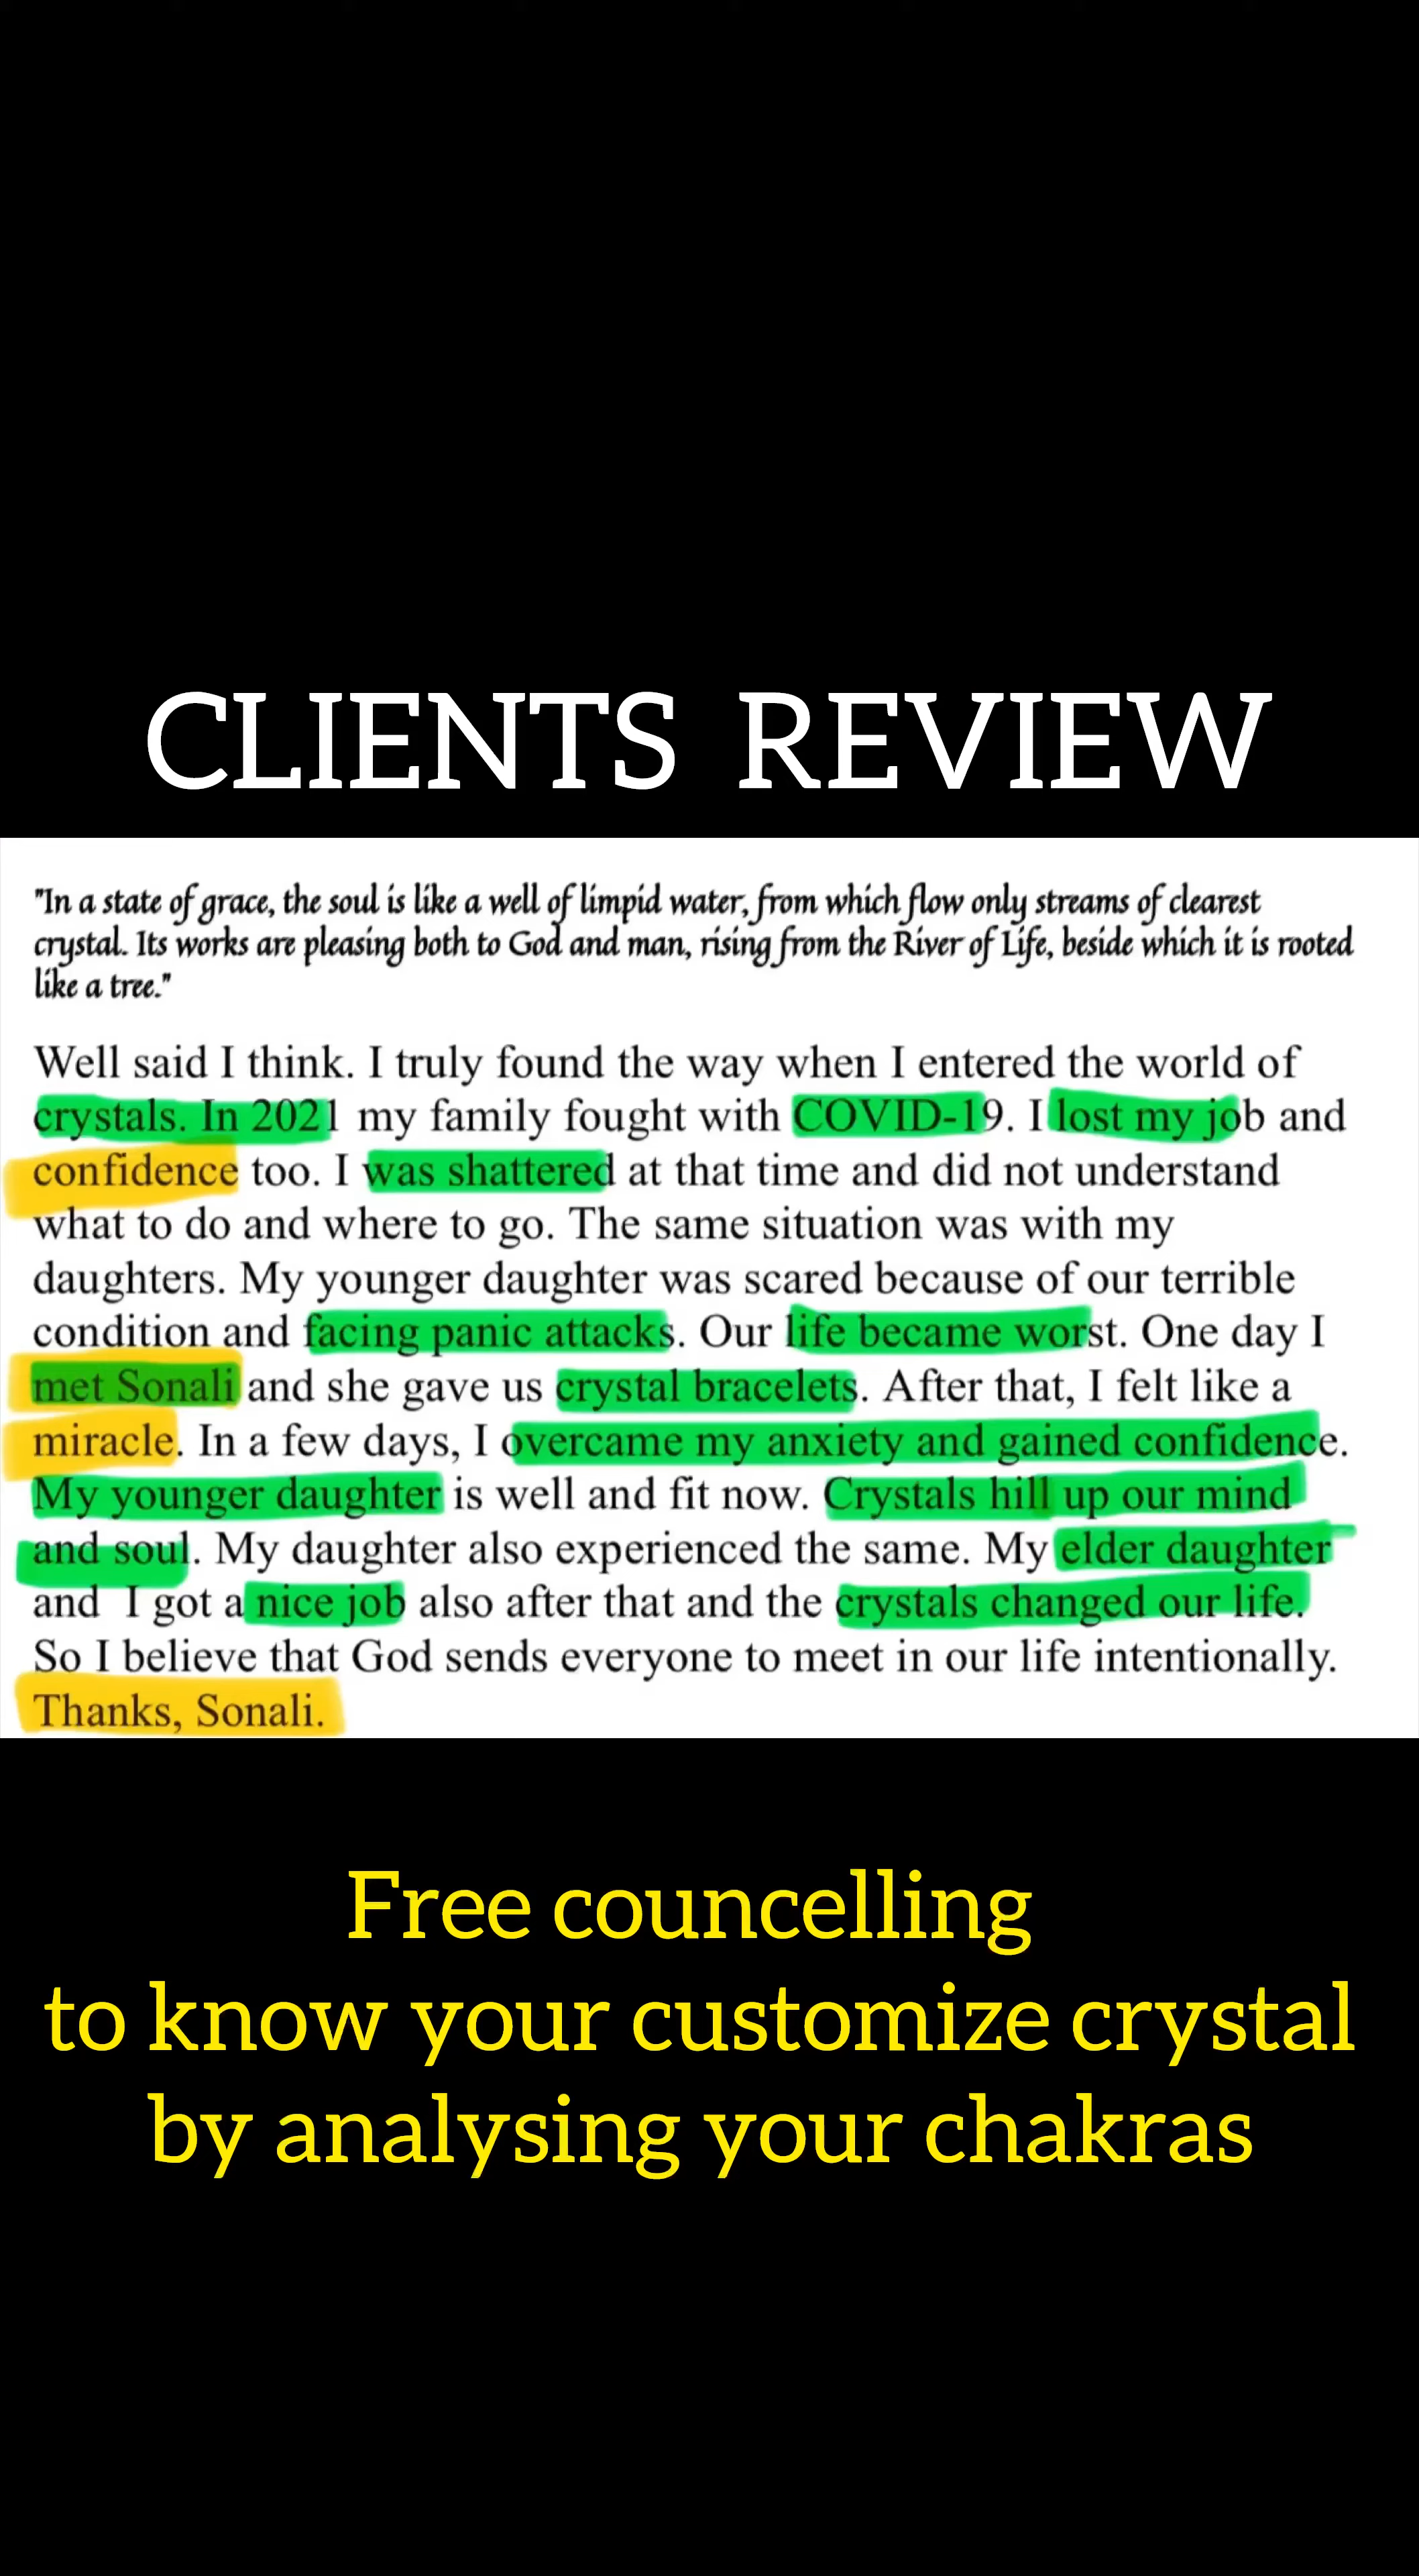 CLIENTS REVIEW
"In a state of grace, the soul is like a well of limpid water, from which flow only streams of clearest
crystal. Its works are pleasing both to God and man, rising from the River of Life, beside which it is rooted
like a tree."
Well said I think. I truly found the way when I entered the world of
crystals. In 2021 my family fought with COVID-19. I lost my job and
confidence too. I was shattered at that time and did not understand
what to do and where to go. The same situation was with my
daughters. My younger daughter was scared because of our terrible
condition and facing panic attacks. Our life became worst. One day I
met Sonali and she gave us crystal bracelets. After that, I felt like a
miracle. In a few days, I overcame my anxiety and gained confidence.
My younger daughter is well and fit now. Crystals hill up our mind
and soul. My daughter also experienced the same. My elder daughter
and I got a nice job also after that and the crystals changed our life.
So I believe that God sends everyone to meet in our life intentionally.
Thanks, Sonali.
Free councelling
to know your customize crystal
by analysing your chakras